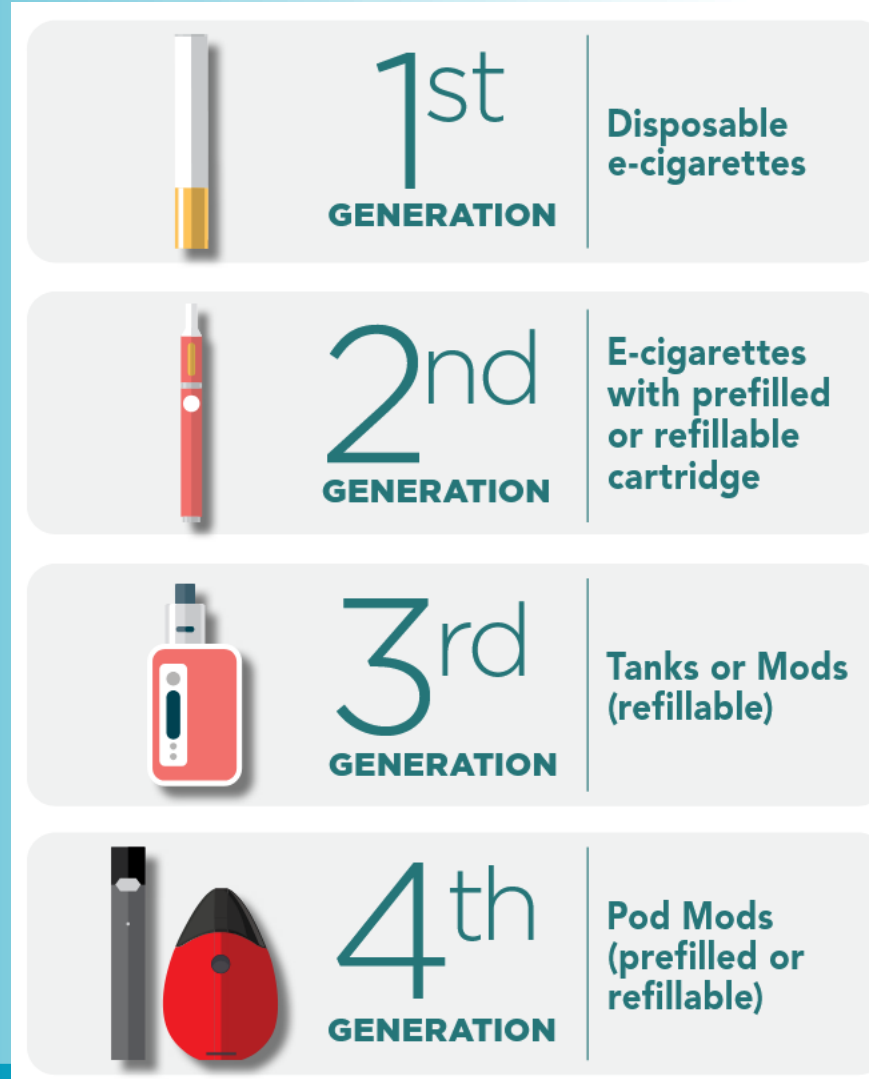 1st
GENERATION
Disposable
e-cigarettes
2nd
GENERATION
E-cigarettes
with prefilled
or refillable
cartridge
3rd
GENERATION
Tanks or Mods
(refillable)
4th
GENERATION
Pod Mods
(prefilled or
refillable)